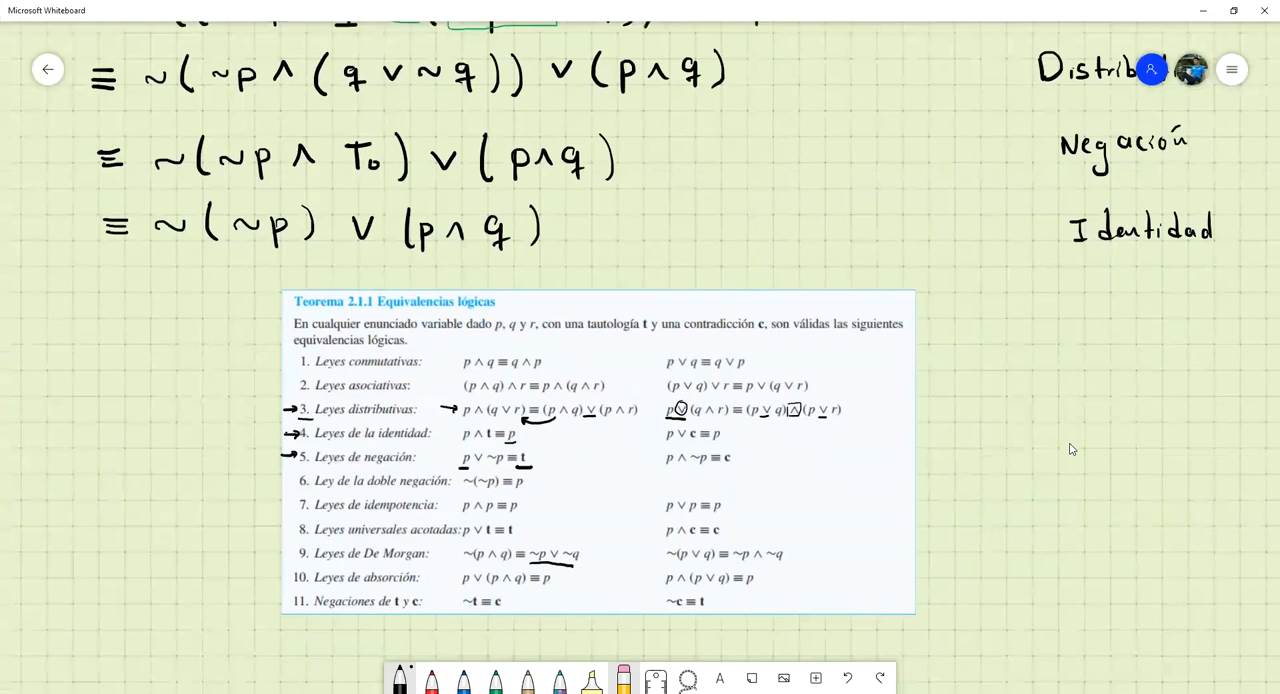 Microsoft Whiteboard
≡ ~(~p ∧ (q ∨ ~q)) ∨ (p ∧ q)
Distrib
≡ ~(~p ∧ T₀) ∨ (p∧q)
Negación
≡ ~(~p) ∨ (p ∧ q)
Identidad
Teorema 2.1.1 Equivalencias lógicas
En cualquier enunciado variable dado p, q y r, con una tautología t y una contradicción c, son válidas las siguientes
equivalencias lógicas.
1. Leyes conmutativas: p ∧ q ≡ q ∧ p p ∨ q ≡ q ∨ p
2. Leyes asociativas: (p ∧ q) ∧ r ≡ p ∧ (q ∧ r) (p ∨ q) ∨ r ≡ p ∨ (q ∨ r)
3. Leyes distributivas: p ∧ (q ∨ r) ≡ (p ∧ q) ∨ (p ∧ r) p ∨ (q ∧ r) ≡ (p ∨ q) ∧ (p ∨ r)
4. Leyes de la identidad: p ∧ t ≡ p p ∨ c ≡ p
5. Leyes de negación: p ∨ ~p ≡ t p ∧ ~p ≡ c
6. Ley de la doble negación: ~(~p) ≡ p
7. Leyes de idempotencia: p ∧ p ≡ p p ∨ p ≡ p
8. Leyes universales acotadas: p ∨ t ≡ t p ∧ c ≡ c
9. Leyes de De Morgan: ~(p ∧ q) ≡ ~p ∨ ~q ~(p ∨ q) ≡ ~p ∧ ~q
10. Leyes de absorción: p ∨ (p ∧ q) ≡ p p ∧ (p ∨ q) ≡ p
11. Negaciones de t y c: ~t ≡ c ~c ≡ t